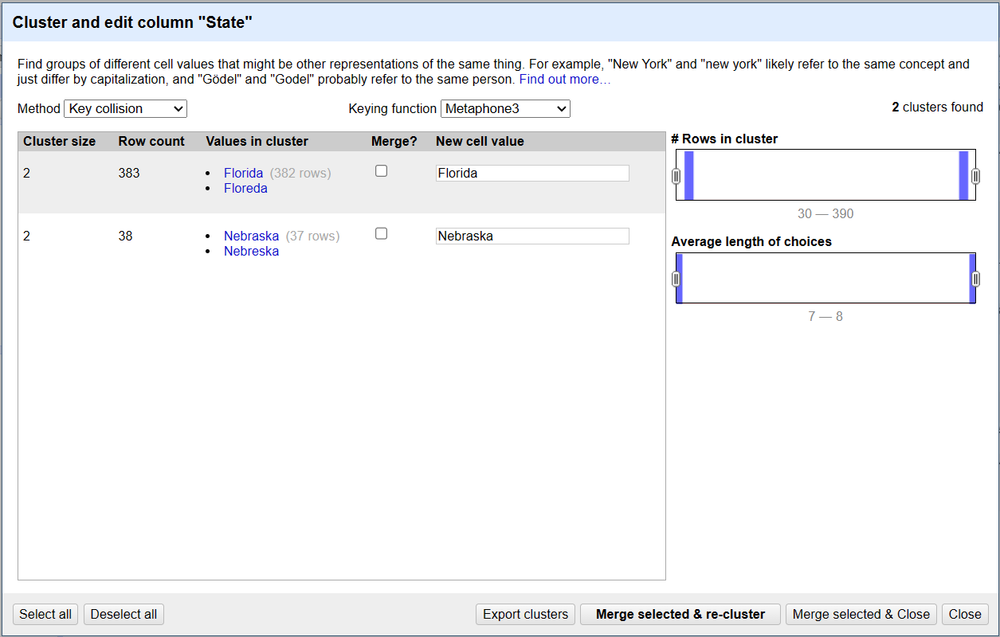 Cluster and edit column "State"
Find groups of different cell values that might be other representations of the same thing. For example, "New York" and "new york" likely refer to the same concept and
just differ by capitalization, and "Gödel" and "Godel" probably refer to the same person. Find out more…
Method Key collision Keying function Metaphone3 2 clusters found
Cluster size Row count Values in cluster Merge? New cell value
2 383 • Florida (382 rows) Florida
• Floreda
2 38 • Nebraska (37 rows) Nebraska
• Nebreska
# Rows in cluster
30 — 390
Average length of choices
7 — 8
Select all Deselect all Export clusters Merge selected & re-cluster Merge selected & Close Close